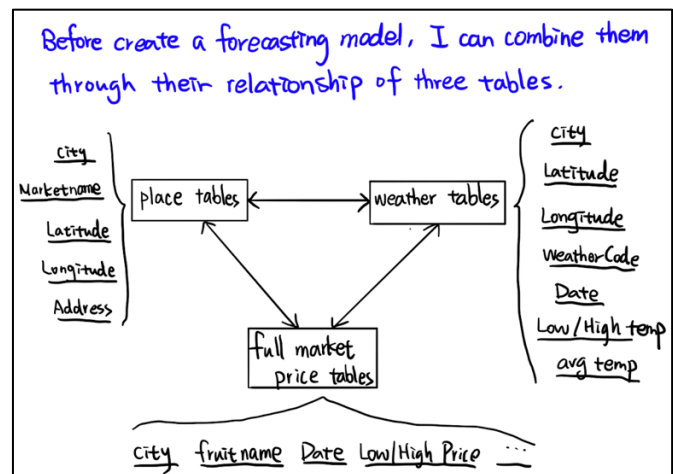 Before create a forecasting model, I can combine them
through their relationship of three tables.
city
Marketname
Latitude
Longitude
Address
place tables
weather tables
city
Latitude
Longitude
WeatherCode
Date
Low/High temp
avg temp
full market
price tables
city fruitname Date Low/High Price ...